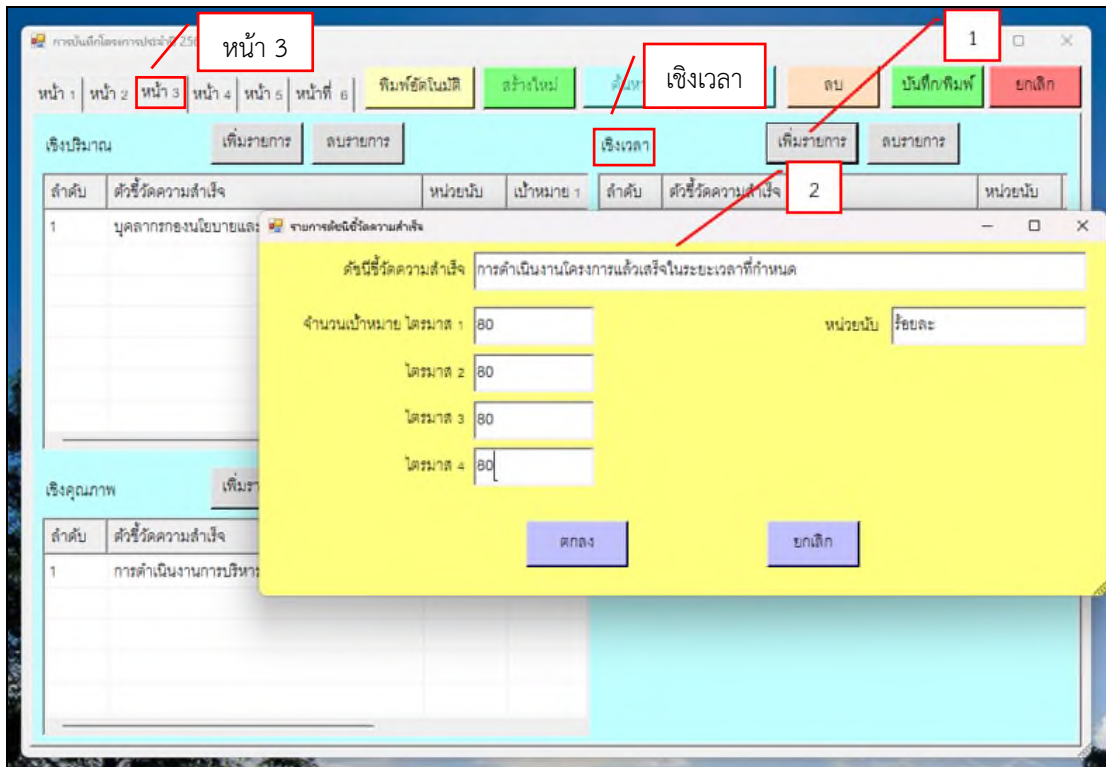 การบันทึกโครงการประจำปี 256
หน้า 3
1
หน้า 1 หน้า 2 หน้า 3 หน้า 4 หน้า 5 หน้าที่ 6
พิมพ์อัตโนมัติ สร้างใหม่ ค้นหา ลบ บันทึก/พิมพ์ ยกเลิก
เชิงเวลา
เชิงปริมาณ เพิ่มรายการ ลบรายการ
เชิงเวลา เพิ่มรายการ ลบรายการ
ลำดับ ตัวชี้วัดความสำเร็จ หน่วยนับ เป้าหมาย 1
ลำดับ ตัวชี้วัดความสำเร็จ หน่วยนับ
2
1 บุคลากรกองนโยบายและ
รายการดัชนีชี้วัดความสำเร็จ
ดัชนีชี้วัดความสำเร็จ การดำเนินงานโครงการแล้วเสร็จในระยะเวลาที่กำหนด
จำนวนเป้าหมาย ไตรมาส 1 80 หน่วยนับ ร้อยละ
ไตรมาส 2 80
ไตรมาส 3 80
ไตรมาส 4 80
ตกลง ยกเลิก
เชิงคุณภาพ เพิ่มรา
ลำดับ ตัวชี้วัดความสำเร็จ
1 การดำเนินงานการบริหาร